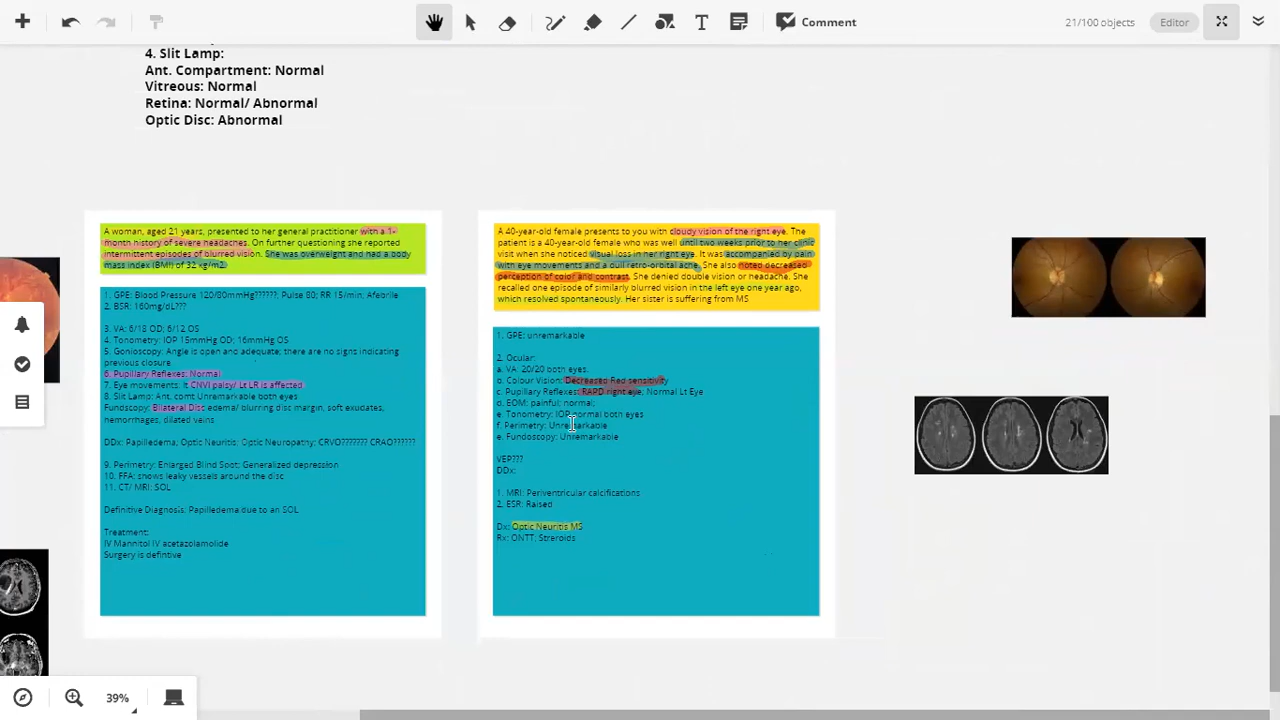 Comment
21/100 objects
Editor
4. Slit Lamp:
Ant. Compartment: Normal
Vitreous: Normal
Retina: Normal/ Abnormal
Optic Disc: Abnormal
A woman, aged 21 years, presented to her general practitioner with a 1-
month history of severe headaches. On further questioning she reported
intermittent episodes of blurred vision. She was overweight and had a body
mass index (BMI) of 32 kg/m2.
1. GPE: Blood Pressure 120/80mmHg??????; Pulse 80; RR 15/min, Afebrile
2. BSR: 160mg/dL???
3. VA: 6/18 OD; 6/12 OS
4. Tonometry: IOP 15mmHg OD; 16mmHg OS
5. Gonioscopy: Angle is open and adequate; there are no signs indicating
previous closure
6. Pupillary Reflexes: Normal
7. Eye movements: lt CNVI palsy/ Lt LR is affected
8. Slit Lamp: Ant. comt Unremarkable both eyes
Fundscopy: Bilateral Disc edema/ blurring disc margin, soft exudates,
hemorrhages, dilated veins
DDx: Papilledema; Optic Neuritis; Optic Neuropathy; CRVO??????? CRAO??????
9. Perimetry: Enlarged Blind Spot; Generalized depression
10. FFA: shows leaky vessels around the disc
11. CT/ MRI: SOL
Definitive Diagnosis: Papilledema due to an SOL
Treatment:
IV Mannitol IV acetazolamolide
Surgery is defintive
A 40-year-old female presents to you with cloudy vision of the right eye. The
patient is a 40-year-old female who was well until two weeks prior to her clinic
visit when she noticed visual loss in her right eye. It was accompanied by pain
with eye movements and a dull retro-orbital ache. She also noted decreased
perception of color and contrast. She denied double vision or headache. She
recalled one episode of similarly blurred vision in the left eye one year ago,
which resolved spontaneously. Her sister is suffering from MS
1. GPE: unremarkable
2. Ocular:
a. VA: 20/20 both eyes.
b. Colour Vision: Decreased Red sensitivity
c. Pupillary Reflexes: RAPD right eye, Normal Lt Eye
d. EOM: painful; normal;
e. Tonometry: IOP normal both eyes
f. Perimetry: Unremarkable
e. Fundoscopy: Unremarkable
VEP???
DDx:
1. MRI: Periventricular calcifications
2. ESR: Raised
Dx: Optic Neuritis MS
Rx: ONTT; Streroids
39%